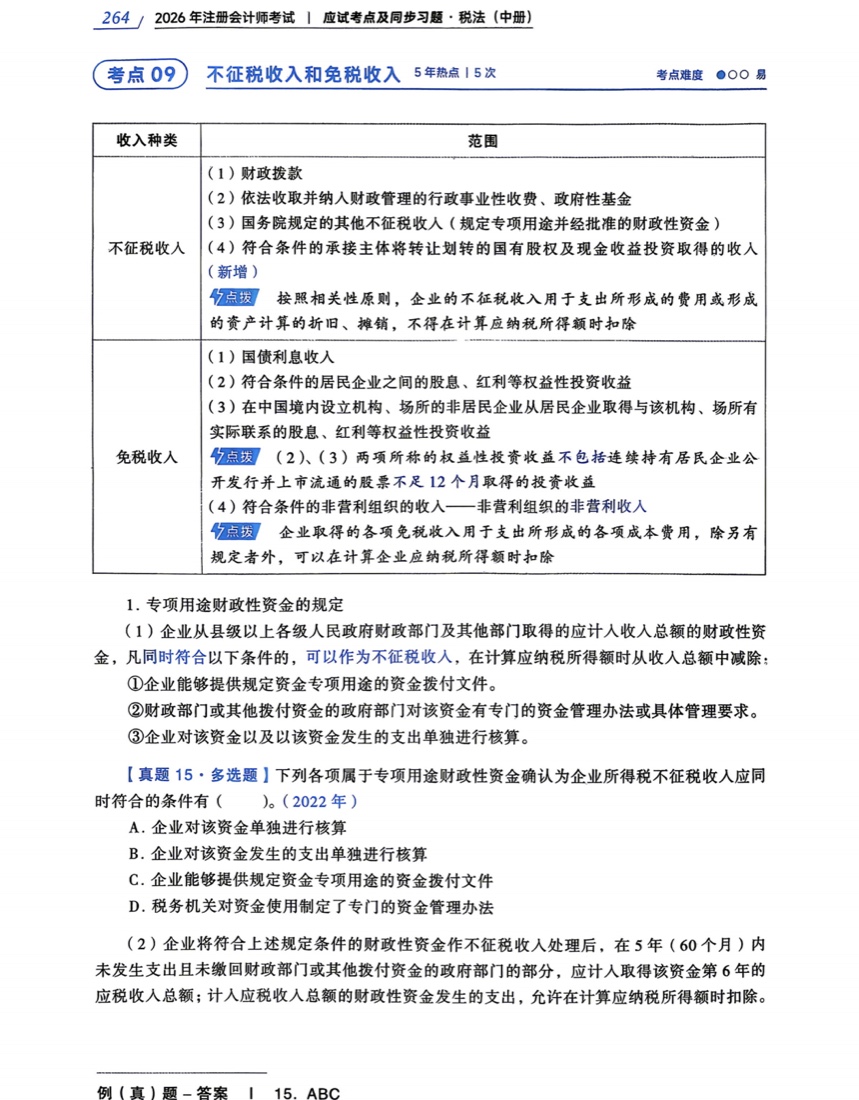 264 2026年注册会计师考试 | 应试考点及同步习题·税法（中册）
考点 09 不征税收入和免税收入 5年热点|5次 考点难度 易
收入种类 范围
不征税收入
（1）财政拨款
（2）依法收取并纳入财政管理的行政事业性收费、政府性基金
（3）国务院规定的其他不征税收入（规定专项用途并经批准的财政性资金）
（4）符合条件的承接主体将转让划转的国有股权及现金收益投资取得的收入
（新增）
点拨 按照相关性原则，企业的不征税收入用于支出所形成的费用或形成
的资产计算的折旧、摊销，不得在计算应纳税所得额时扣除
免税收入
（1）国债利息收入
（2）符合条件的居民企业之间的股息、红利等权益性投资收益
（3）在中国境内设立机构、场所的非居民企业从居民企业取得与该机构、场所有
实际联系的股息、红利等权益性投资收益
点拨 （2）、（3）两项所称的权益性投资收益不包括连续持有居民企业公
开发行并上市流通的股票不足 12 个月取得的投资收益
（4）符合条件的非营利组织的收入——非营利组织的非营利收入
点拨 企业取得的各项免税收入用于支出所形成的各项成本费用，除另有
规定者外，可以在计算企业应纳税所得额时扣除
1. 专项用途财政性资金的规定
（1）企业从县级以上各级人民政府财政部门及其他部门取得的应计入收入总额的财政性资
金，凡同时符合以下条件的，可以作为不征税收入，在计算应纳税所得额时从收入总额中减除：
①企业能够提供规定资金专项用途的资金拨付文件。
②财政部门或其他拨付资金的政府部门对该资金有专门的资金管理办法或具体管理要求。
③企业对该资金以及以该资金发生的支出单独进行核算。
【真题 15·多选题】下列各项属于专项用途财政性资金确认为企业所得税不征税收入应同
时符合的条件有（ ）。（2022 年）
A. 企业对该资金单独进行核算
B. 企业对该资金发生的支出单独进行核算
C. 企业能够提供规定资金专项用途的资金拨付文件
D. 税务机关对资金使用制定了专门的资金管理办法
（2）企业将符合上述规定条件的财政性资金作不征税收入处理后，在 5 年（60 个月）内
未发生支出且未缴回财政部门或其他拨付资金的政府部门的部分，应计入取得该资金第 6 年的
应税收入总额；计入应税收入总额的财政性资金发生的支出，允许在计算应纳税所得额时扣除。
例（真）题－答案 | 15. ABC